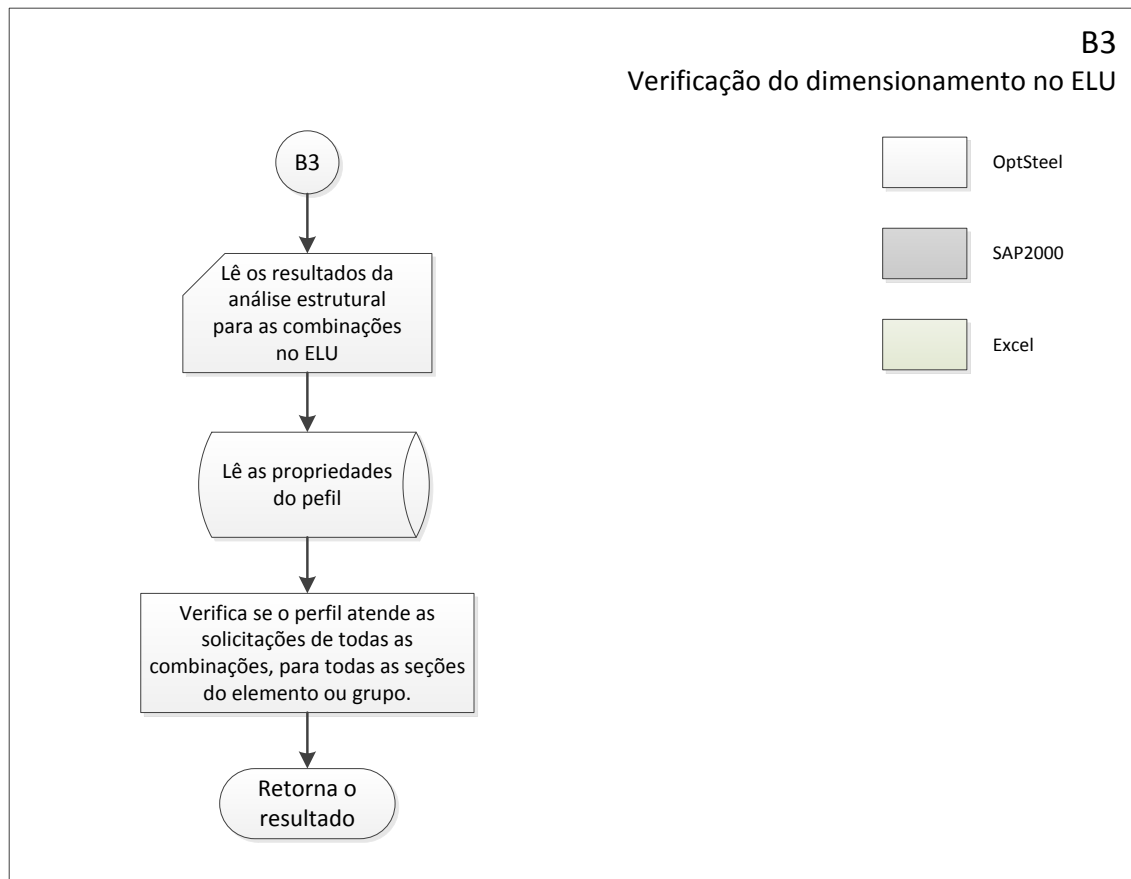 B3
Verificação do dimensionamento no ELU
B3
Lê os resultados da
análise estrutural
para as combinações
no ELU
Lê as propriedades
do pefil
Verifica se o perfil atende as
solicitações de todas as
combinações, para todas as seções
do elemento ou grupo.
Retorna o
resultado
OptSteel
SAP2000
Excel